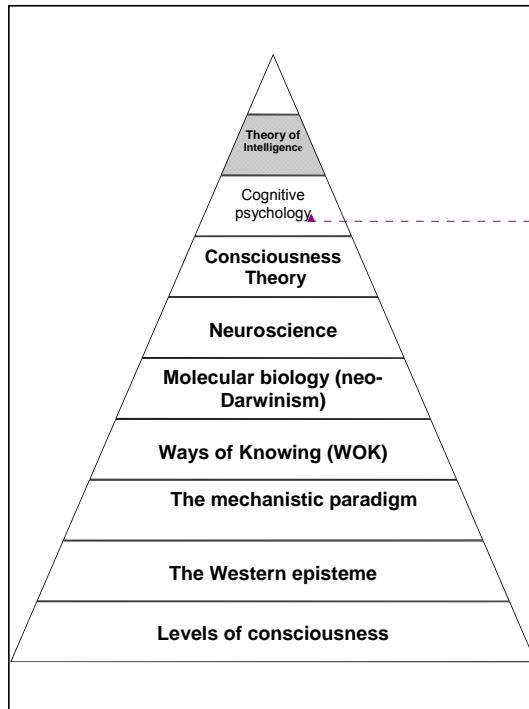 Theory of
Intelligence
Cognitive
psychology
Consciousness
Theory
Neuroscience
Molecular biology (neo-
Darwinism)
Ways of Knowing (WOK)
The mechanistic paradigm
The Western episteme
Levels of consciousness